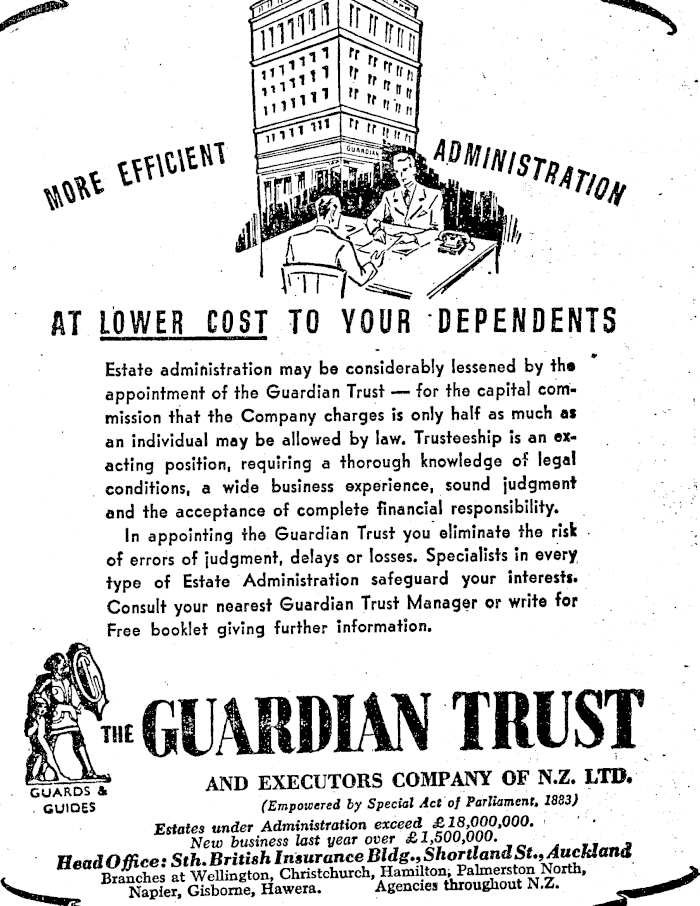 GUARDIAN
MORE EFFICIENT ADMINISTRATION
AT LOWER COST TO YOUR DEPENDENTS
Estate administration may be considerably lessened by the
appointment of the Guardian Trust — for the capital com-
mission that the Company charges is only half as much as
an individual may be allowed by law. Trusteeship is an ex-
acting position, requiring a thorough knowledge of legal
conditions, a wide business experience, sound judgment
and the acceptance of complete financial responsibility.
In appointing the Guardian Trust you eliminate the risk
of errors of judgment, delays or losses. Specialists in every
type of Estate Administration safeguard your interests.
Consult your nearest Guardian Trust Manager or write for
Free booklet giving further information.
G
GUARDS &
GUIDES
THE GUARDIAN TRUST
AND EXECUTORS COMPANY OF N.Z. LTD.
(Empowered by Special Act of Parliament, 1883)
Estates under Administration exceed £18,000,000.
New business last year over £1,500,000.
Head Office: Sth. British Insurance Bldg., Shortland St., Auckland
Branches at Wellington, Christchurch, Hamilton, Palmerston North,
Napier, Gisborne, Hawera. Agencies throughout N.Z.